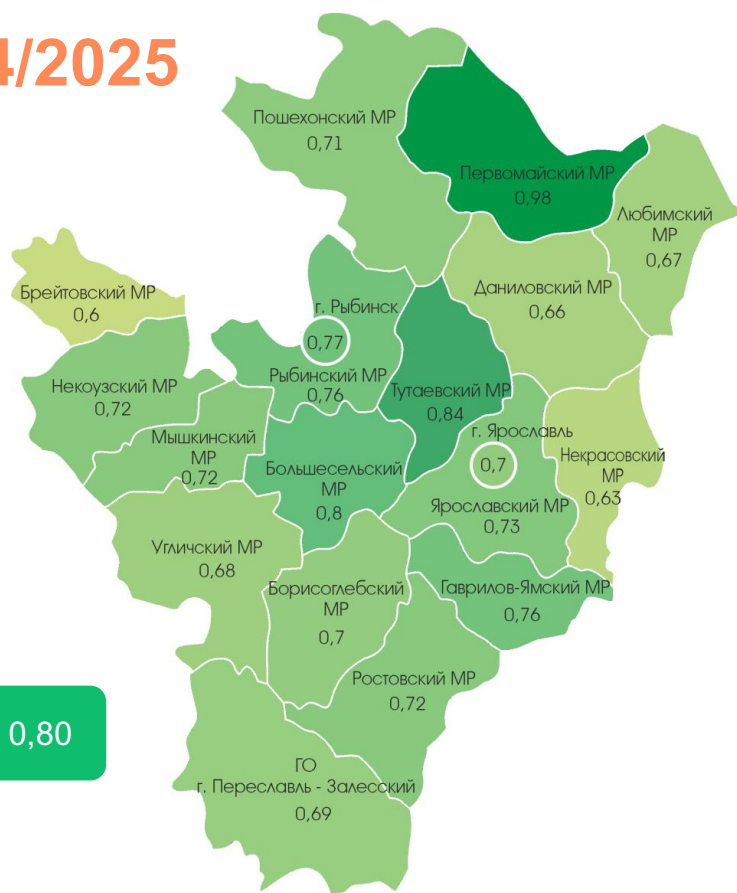 4/2025
Пошехонский МР
0,71
Первомайский МР
0,98
Любимский
МР
0,67
Брейтовский МР
0,6
г. Рыбинск
0,77
Рыбинский МР
0,76
Даниловский МР
0,66
Некоузский МР
0,72
Тутаевский МР
0,84
Мышкинский
МР
0,72
Большесельский
МР
0,8
г. Ярославль
0,7
Ярославский МР
0,73
Некрасовский
МР
0,63
Угличский МР
0,68
Борисоглебский
МР
0,7
Гаврилов-Ямский МР
0,76
Ростовский МР
0,72
0,80
ГО
г. Переславль - Залесский
0,69